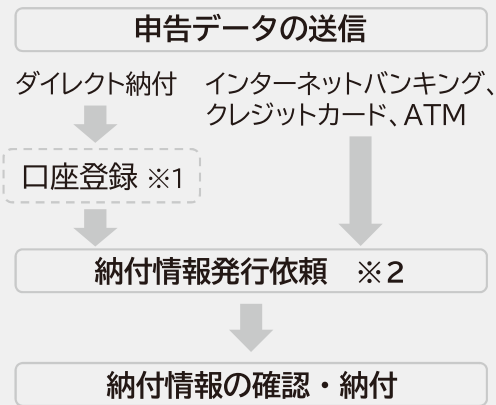 申告データの送信
ダイレクト納付
インターネットバンキング、
クレジットカード、ATM
口座登録 ※1
納付情報発行依頼　※2
納付情報の確認・納付